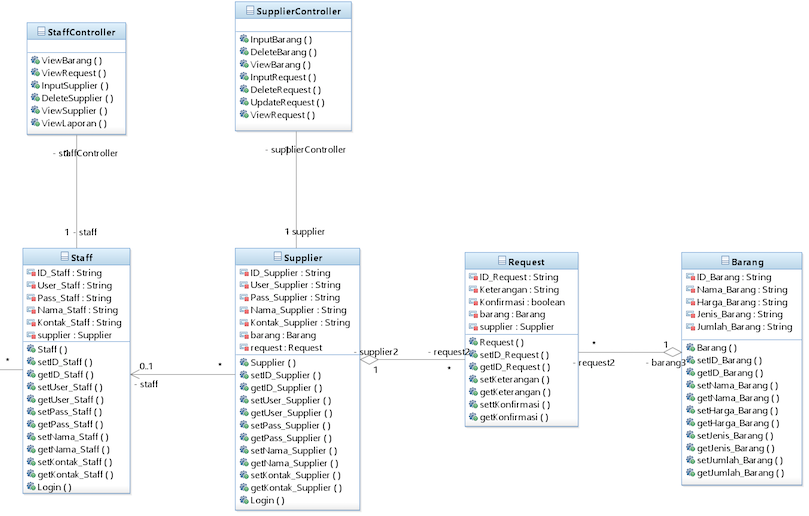 StaffController
ViewBarang ( )
ViewRequest ( )
InputSupplier ( )
DeleteSupplier ( )
ViewSupplier ( )
ViewLaporan ( )
SupplierController
InputBarang ( )
DeleteBarang ( )
ViewBarang ( )
InputRequest ( )
DeleteRequest ( )
UpdateRequest ( )
ViewRequest ( )
- staffController
1
- supplierController
1
1 - staff
1
- supplier
Staff
ID_Staff : String
User_Staff : String
Pass_Staff : String
Nama_Staff : String
Kontak_Staff : String
supplier : Supplier
Staff ( )
setID_Staff ( )
getID_Staff ( )
setUser_Staff ( )
getUser_Staff ( )
setPass_Staff ( )
getPass_Staff ( )
setNama_Staff ( )
getNama_Staff ( )
setKontak_Staff ( )
getKontak_Staff ( )
Login ( )
*
0..1
- staff
*
Supplier
ID_Supplier : String
User_Supplier : String
Pass_Supplier : String
Nama_Supplier : String
Kontak_Supplier : String
barang : Barang
request : Request
Supplier ( )
setID_Supplier ( )
getID_Supplier ( )
setUser_Supplier ( )
getUser_Supplier ( )
setPass_Supplier ( )
getPass_Supplier ( )
setNama_Supplier ( )
getNama_Supplier ( )
setKontak_Supplier ( )
getKontak_Supplier ( )
Login ( )
- supplier2
1
- request2
*
Request
ID_Request : String
Keterangan : String
Konfirmasi : boolean
barang : Barang
supplier : Supplier
Request ( )
setID_Request ( )
getID_Request ( )
setKeterangan ( )
getKeterangan ( )
settKonfirmasi ( )
getKonfirmasi ( )
*
- request2
1
- barang3
Barang
ID_Barang : String
Nama_Barang : String
Harga_Barang : String
Jenis_Barang : String
Jumlah_Barang : String
Barang ( )
setID_Barang ( )
getID_Barang ( )
setNama_Barang ( )
getNama_Barang ( )
setHarga_Barang ( )
getHarga_Barang ( )
setJenis_Barang ( )
getJenis_Barang ( )
setJumlah_Barang ( )
getJumlah_Barang ( )